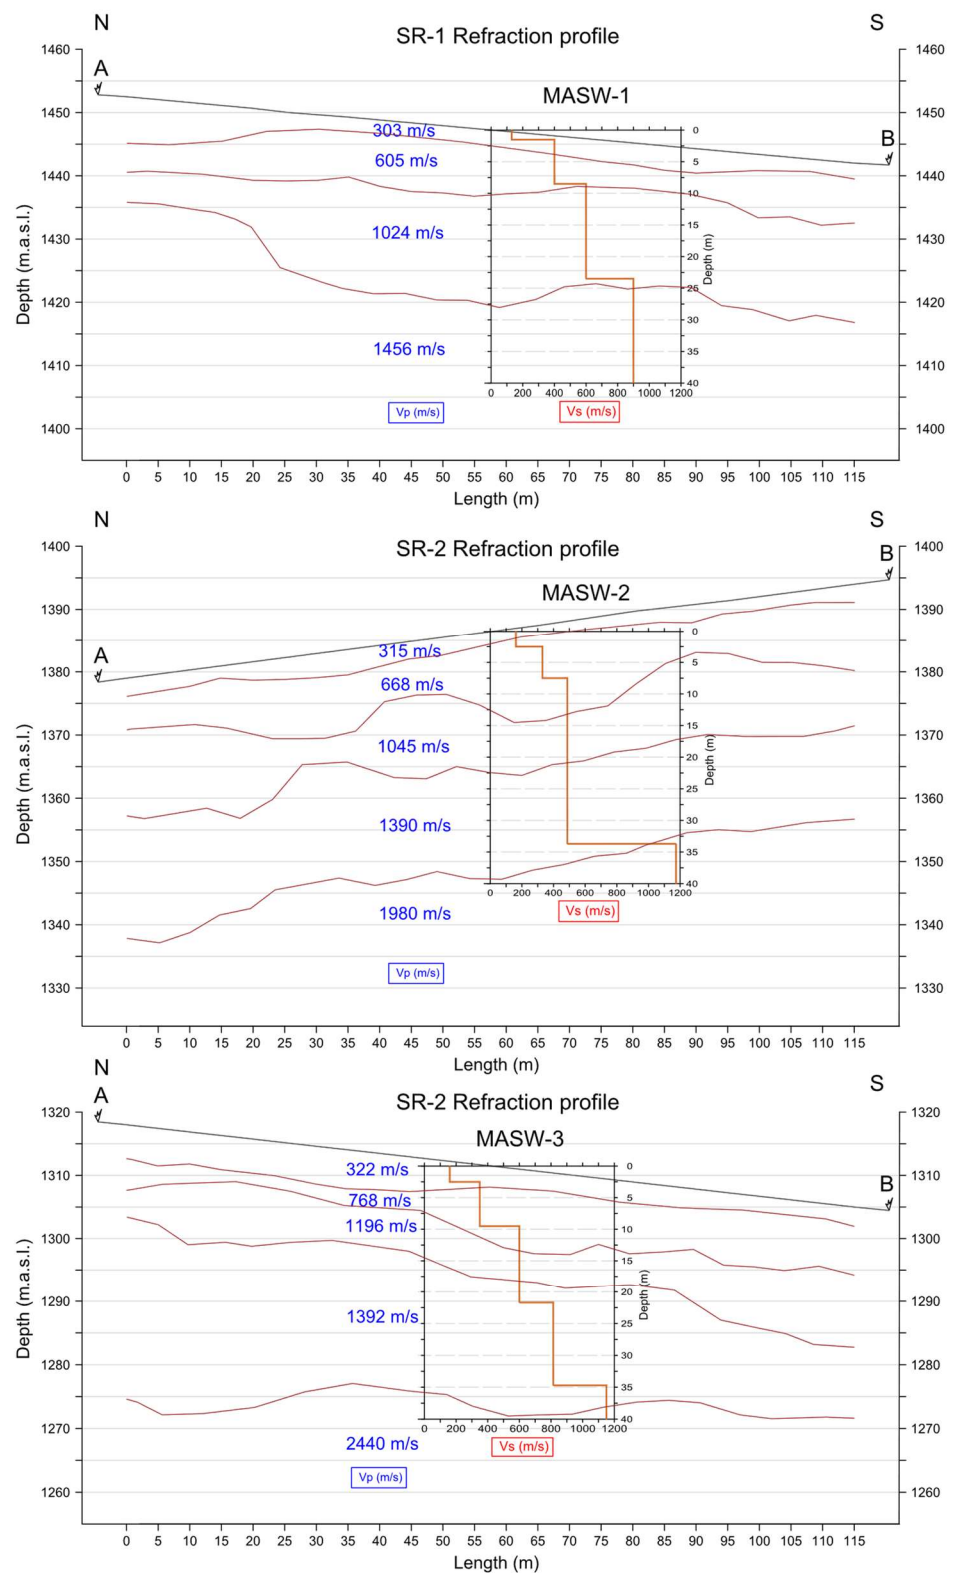 N S
SR-1 Refraction profile
1460 1460
A
MASW-1
1450 1450
303 m/s 0
B
605 m/s 5
1440 1440
10
15
1430 1024 m/s 1430
20
25
1420 1420
30
1456 m/s 35
1410 1410
40
0 200 400 600 800 1000 1200
Vp (m/s) Vs (m/s)
1400 1400
Depth (m.a.s.l.)
Depth (m)
0 5 10 15 20 25 30 35 40 45 50 55 60 65 70 75 80 85 90 95 100 105 110 115
Length (m)
N S
SR-2 Refraction profile
1400 1400
B
MASW-2
1390 1390
0
A
315 m/s
5
1380 668 m/s 1380
10
15
1370 1045 m/s 1370
20
25
1360 1360
1390 m/s 30
35
1350 1350
40
0 200 400 600 800 1000 1200
1980 m/s Vs (m/s)
1340 1340
Vp (m/s)
1330 1330
Depth (m.a.s.l.)
Depth (m)
0 5 10 15 20 25 30 35 40 45 50 55 60 65 70 75 80 85 90 95 100 105 110 115
Length (m)
N S
A
SR-2 Refraction profile
1320 1320
MASW-3
322 m/s 0
1310 1310
B
768 m/s 5
1196 m/s 10
1300 1300
15
20
1290 1290
1392 m/s 25
30
1280 1280
35
40
0 200 400 600 800 1000 1200
1270 1270
2440 m/s Vs (m/s)
Vp (m/s)
1260 1260
Depth (m.a.s.l.)
Depth (m)
0 5 10 15 20 25 30 35 40 45 50 55 60 65 70 75 80 85 90 95 100 105 110 115
Length (m)